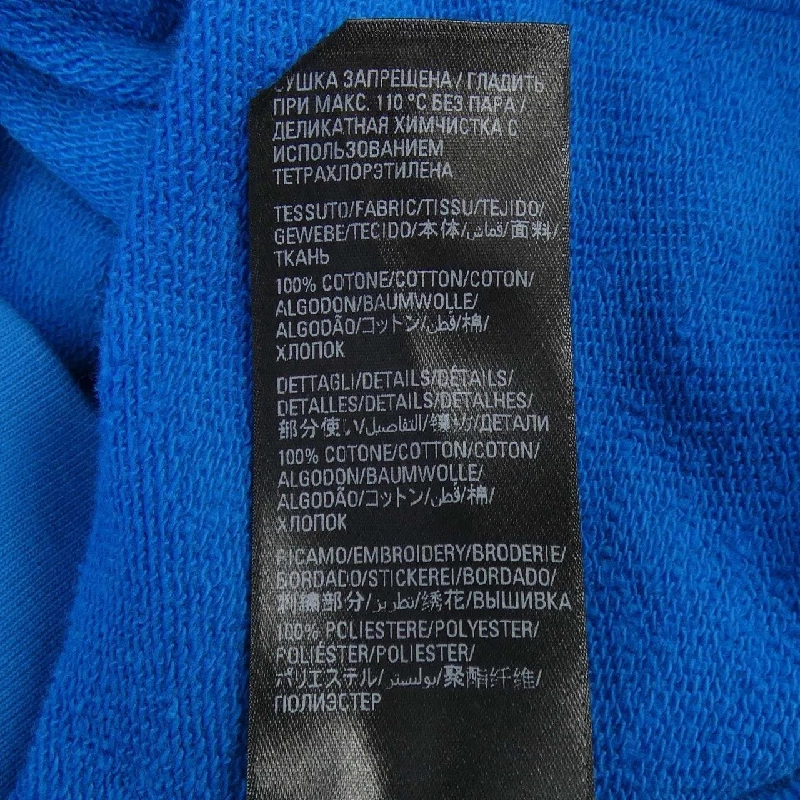 СУШКА ЗАПРЕЩЕНА / ГЛАДИТЬ
ПРИ МАКС. 110 °C БЕЗ ПАРА /
ДЕЛИКАТНАЯ ХИМЧИСТКА С
ИСПОЛЬЗОВАНИЕМ
ТЕТРАХЛОРЭТИЛЕНА
TESSUTO/FABRIC/TISSU/TEJIDO/
GEWEBE/TECIDO/本体/قماش/面料/
ТКАНЬ
100% COTONE/COTTON/COTON/
ALGODON/BAUMWOLLE/
ALGODÃO/コットン/قطن/棉/
ХЛОПОК
DETTAGLI/DETAILS/DÉTAILS/
DETALLES/DETAILS/DETALHES/
部分使い/التفاصيل/镶边/ДЕТАЛИ
100% COTONE/COTTON/COTON/
ALGODON/BAUMWOLLE/
ALGODÃO/コットン/قطن/棉/
ХЛОПОК
RICAMO/EMBROIDERY/BRODERIE/
BORDADO/STICKEREI/BORDADO/
刺繍部分/تطريز/绣花/ВЫШИВКА
100% POLIESTERE/POLYESTER/
POLIÉSTER/POLIESTER/
ポリエステル/بوليستر/聚酯纤维/
ПОЛИЭСТЕР